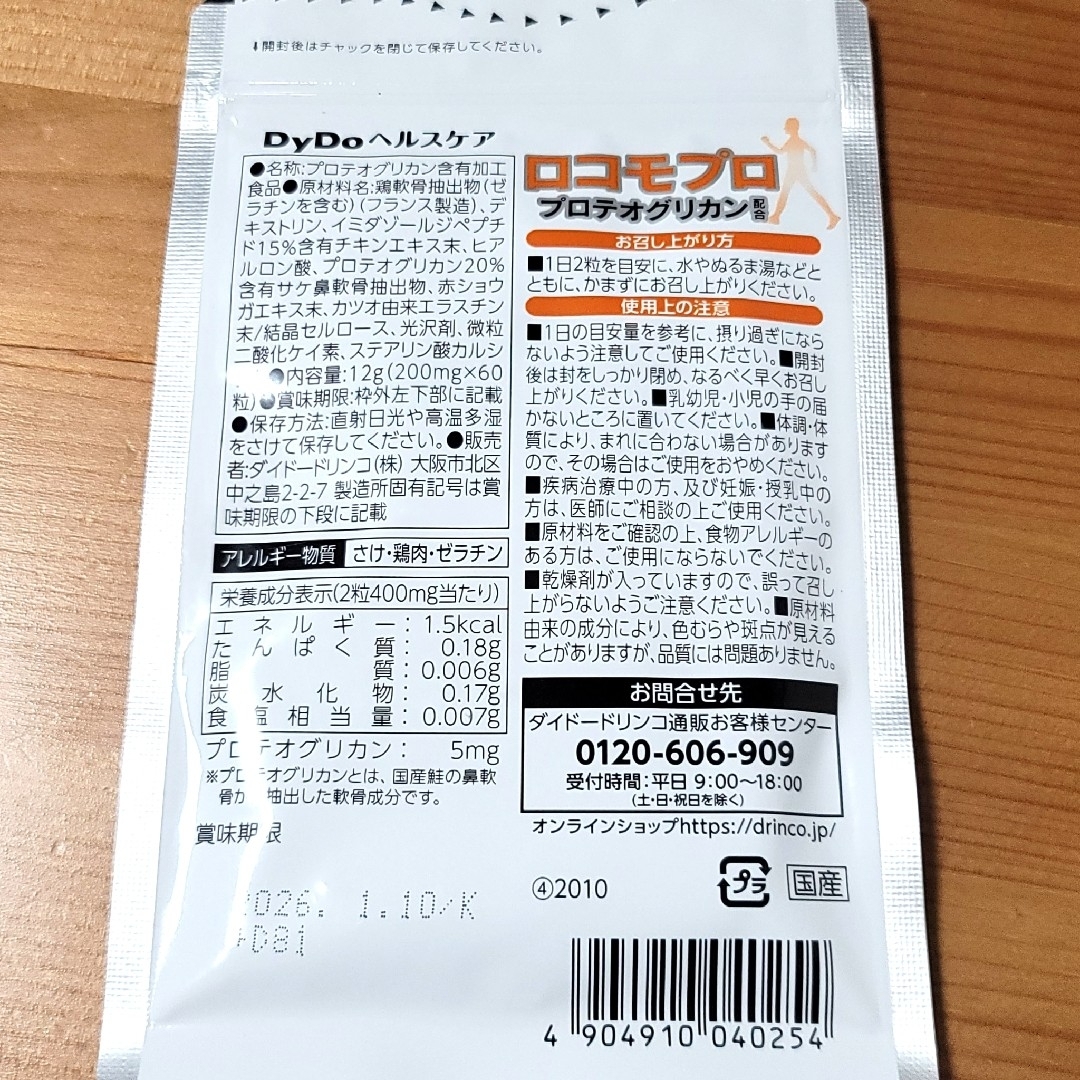 ⬇開封後はチャックを閉じて保存してください。
DyDoヘルスケア
●名称:プロテオグリカン含有加工
食品●原材料名:鶏軟骨抽出物(ゼ
ラチンを含む)(フランス製造)、デ
キストリン、イミダゾールジペプチ
ド15%含有チキンエキス末、ヒア
ルロン酸、プロテオグリカン20%
含有サケ鼻軟骨抽出物、赤ショウ
ガエキス末、カツオ由来エラスチン
末/結晶セルロース、光沢剤、微粒
二酸化ケイ素、ステアリン酸カルシ
●内容量:12g(200mg×60
粒)●賞味期限:枠外左下部に記載
●保存方法:直射日光や高温多湿
をさけて保存してください。●販売
者:ダイドードリンコ(株) 大阪市北区
中之島2-2-7 製造所固有記号は賞
味期限の下段に記載
アレルギー物質 さけ・鶏肉・ゼラチン
栄養成分表示(2粒400mg当たり)
エネルギー: 1.5kcal
たんぱく質: 0.18g
脂質: 0.006g
炭水化物: 0.17g
食塩相当量: 0.007g
プロテオグリカン: 5mg
※プロテオグリカンとは、国産鮭の鼻軟
骨から抽出した軟骨成分です。
賞味期限
2026. 1.10/K
D81
ロコモプロ
プロテオグリカン配合
お召し上がり方
■1日2粒を目安に、水やぬるま湯などと
ともに、かまずにお召し上がりください。
使用上の注意
■1日の目安量を参考に、摂り過ぎになら
ないよう注意してご使用ください。■開封
後は封をしっかり閉め、なるべく早くお召し
上がりください。■乳幼児・小児の手の届
かないところに置いてください。■体調・体
質により、まれに合わない場合があります
ので、その場合はご使用をおやめください。
■疾病治療中の方、及び妊娠・授乳中の
方は、医師にご相談の上ご使用ください。
■原材料をご確認の上、食物アレルギーの
ある方は、ご使用にならないでください。
■乾燥剤が入っていますので、誤って召し
上がらないようご注意ください。■原材料
由来の成分により、色むらや斑点が見える
ことがありますが、品質には問題ありません。
お問合せ先
ダイドードリンコ通販お客様センター
0120-606-909
受付時間:平日 9:00〜18:00
(土・日・祝日を除く)
オンラインショップhttps://drinco.jp/
④2010
プラ
国産
4 904910 040254